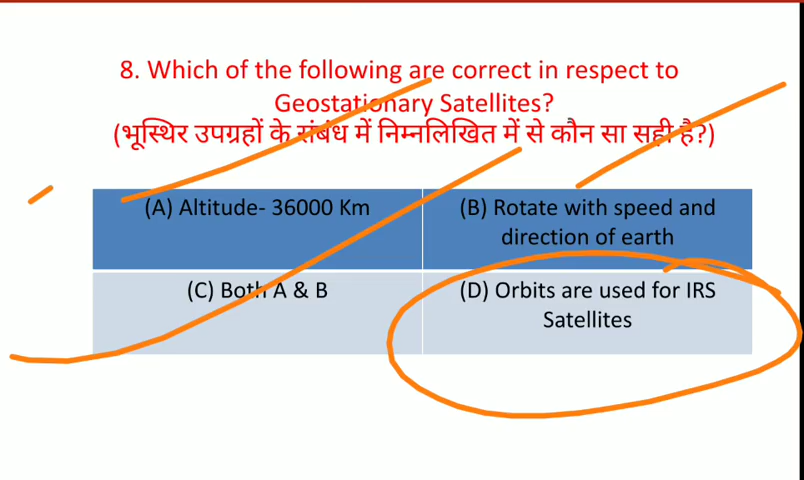 8. Which of the following are correct in respect to
Geostationary Satellites?
(भूस्थिर उपग्रहों के संबंध में निम्नलिखित में से कौन सा सही है?)
(A) Altitude- 36000 Km
(B) Rotate with speed and
direction of earth
(C) Both A & B
(D) Orbits are used for IRS
Satellites